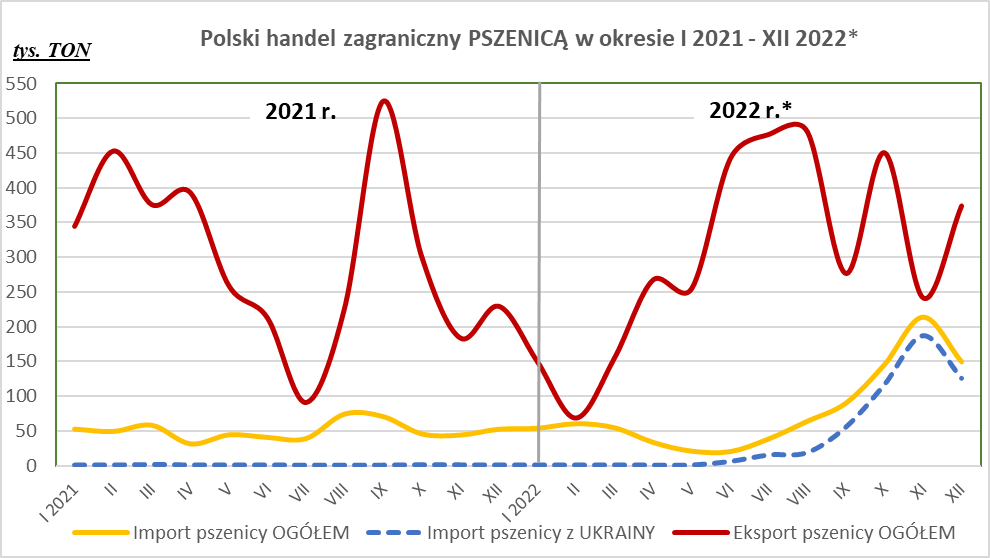 Polski handel zagraniczny PSZENICĄ w okresie I 2021 - XII 2022*
tys. TON
2021 r.
2022 r.*
550
500
450
400
350
300
250
200
150
100
50
0
I 2021
II
III
IV
V
VI
VII
VIII
IX
X
XI
XII
I 2022
II
III
IV
V
VI
VII
VIII
IX
X
XI
XII
Import pszenicy OGÓŁEM
Import pszenicy z UKRAINY
Eksport pszenicy OGÓŁEM